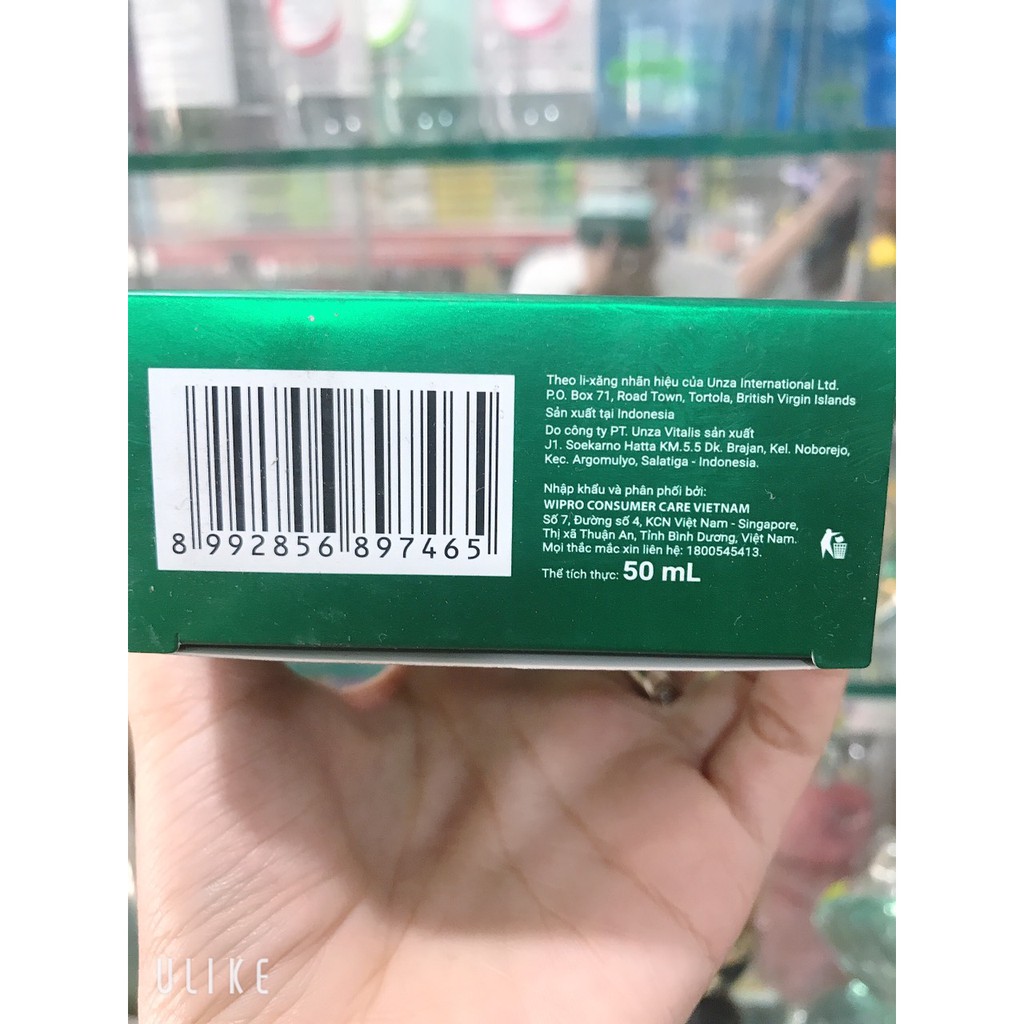 8 992856 897465
Theo li-xăng nhãn hiệu của Unza International Ltd.
P.O. Box 71, Road Town, Tortola, British Virgin Islands
Sản xuất tại Indonesia
Do công ty PT. Unza Vitalis sản xuất
J1. Soekarno Hatta KM.5.5 Dk. Brajan, Kel. Noborejo,
Kec. Argomulyo, Salatiga - Indonesia.
Nhập khẩu và phân phối bởi:
WIPRO CONSUMER CARE VIETNAM
Số 7, Đường số 4, KCN Việt Nam - Singapore,
Thị xã Thuận An, Tỉnh Bình Dương, Việt Nam.
Mọi thắc mắc xin liên hệ: 1800545413.
Thể tích thực: 50 mL
ULIKE